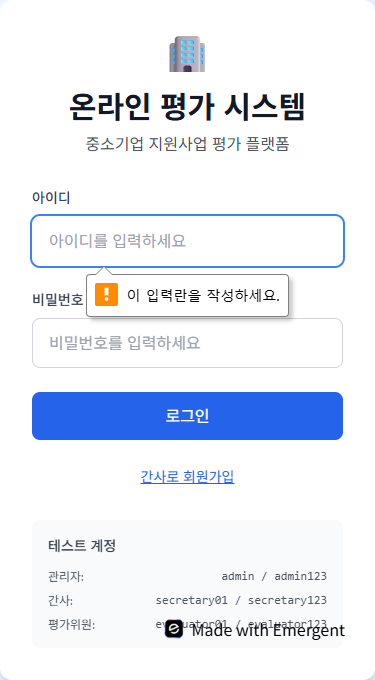 온라인 평가 시스템
중소기업 지원사업 평가 플랫폼
아이디
아이디를 입력하세요
이 입력란을 작성하세요.
비밀번호
비밀번호를 입력하세요
로그인
간사로 회원가입
테스트 계정
관리자: admin / admin123
간사: secretary01 / secretary123
평가위원: evaluator01 / evaluator123
Made with Emergent